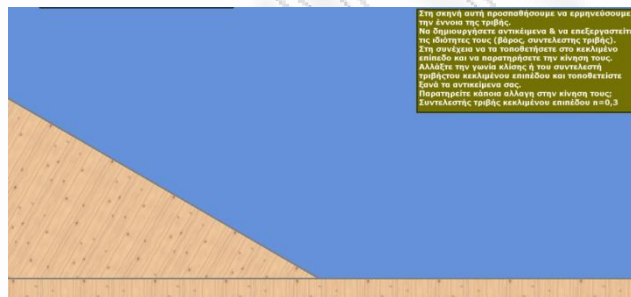 Στη σκηνή αυτή προσπαθήσουμε να ερμηνεύσουμε
την έννοια της τριβής.
Να δημιουργήσετε αντικείμενα & να επεξεργαστείτε
τις ιδιότητες τους (βάρος, συντελεστης τριβής).
Στη συνέχεια να τα τοποθετήσετε στο κεκλιμένο
επίπεδο και να παρατηρήσετε την κίνηση τους.
Αλλάξτε την γωνία κλίσης ή του συντελεστή
τριβήςτου κεκλιμένου επιπέδου και τοποθετείστε
ξανά τα αντικείμενα σας.
Παρατηρείτε κάποια αλλαγη στην κίνηση τους;
Συντελεστής τριβής κεκλιμένου επιπέδου n=0,3